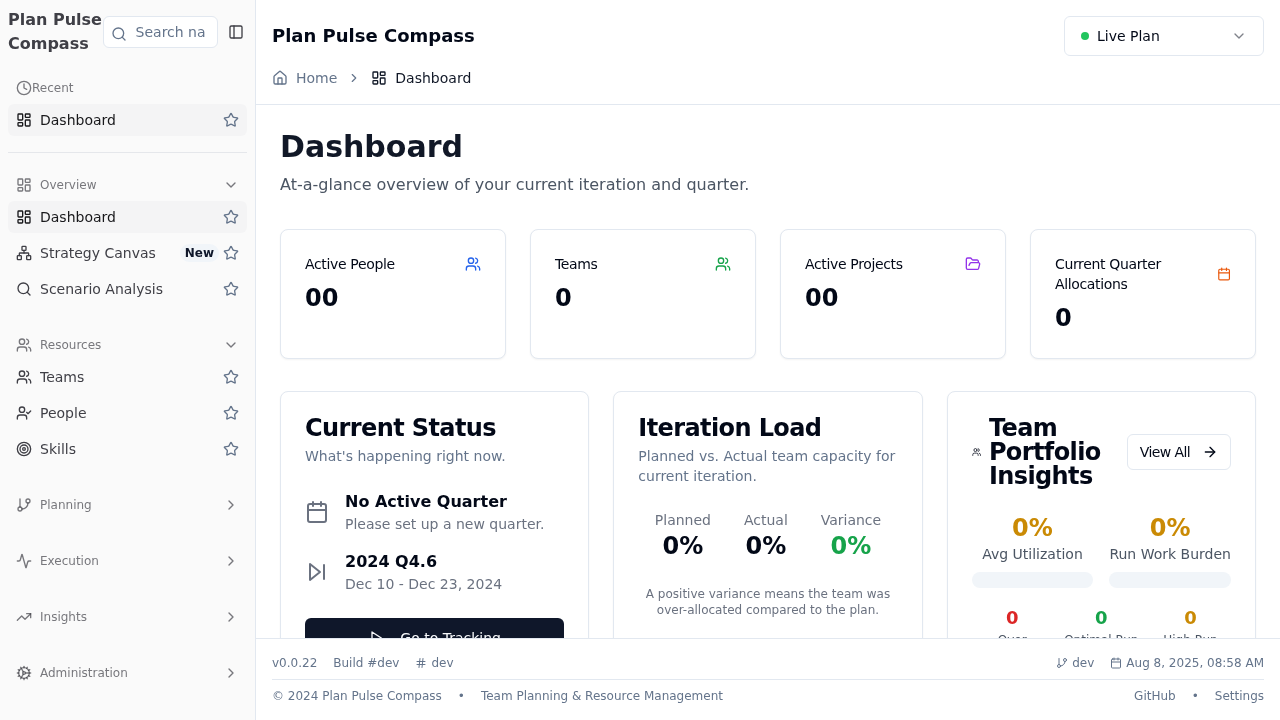 Plan Pulse
Compass
Search na
Recent
Dashboard
Overview
Dashboard
Strategy Canvas New
Scenario Analysis
Resources
Teams
People
Skills
Planning
Execution
Insights
Administration
Plan Pulse Compass
Live Plan
Home
Dashboard
Dashboard
At-a-glance overview of your current iteration and quarter.
Active People
00
Teams
0
Active Projects
00
Current Quarter
Allocations
0
Current Status
What's happening right now.
No Active Quarter
Please set up a new quarter.
2024 Q4.6
Dec 10 - Dec 23, 2024
Go to Tracking
Iteration Load
Planned vs. Actual team capacity for
current iteration.
Planned Actual Variance
0% 0% 0%
A positive variance means the team was
over-allocated compared to the plan.
Team
Portfolio
Insights
View All
0% 0%
Avg Utilization Run Work Burden
0 0 0
Over Optimal Run High Run
v0.0.22 Build #dev dev
dev Aug 8, 2025, 08:58 AM
© 2024 Plan Pulse Compass • Team Planning & Resource Management
GitHub • Settings